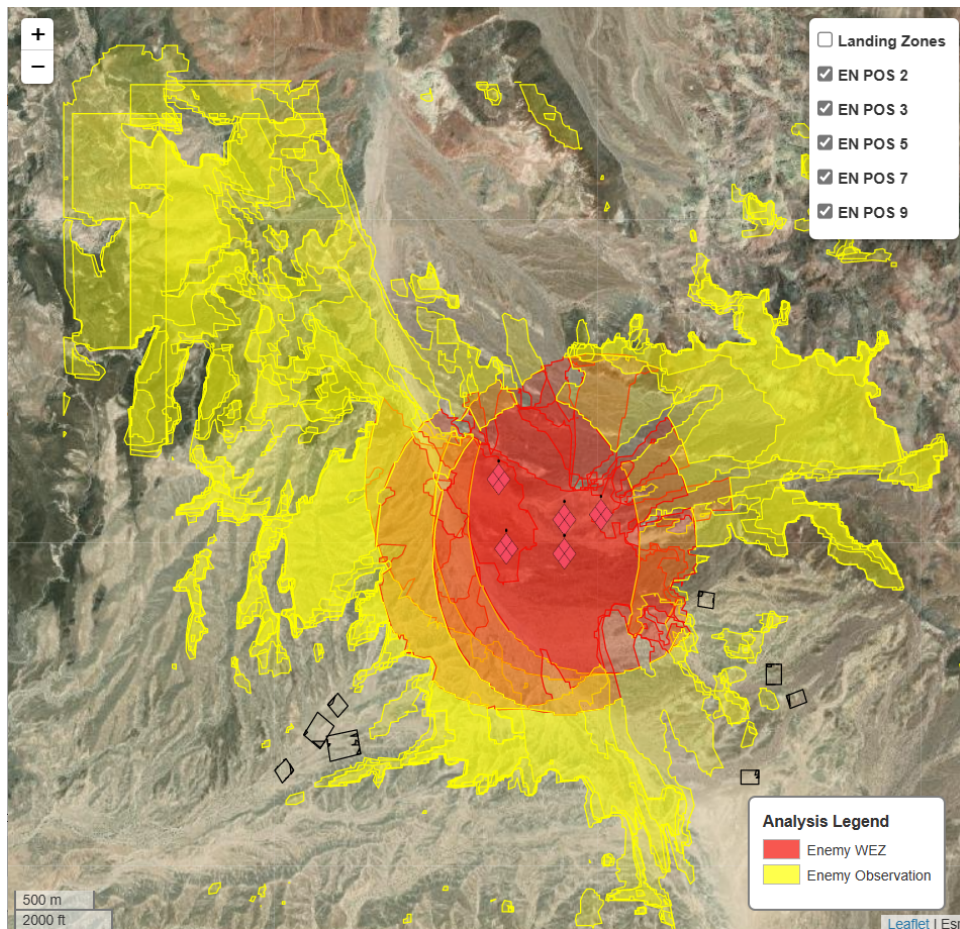 +
−
Landing Zones
EN POS 2
EN POS 3
EN POS 5
EN POS 7
EN POS 9
Analysis Legend
Enemy WEZ
Enemy Observation
500 m
2000 ft
Leaflet | Esr